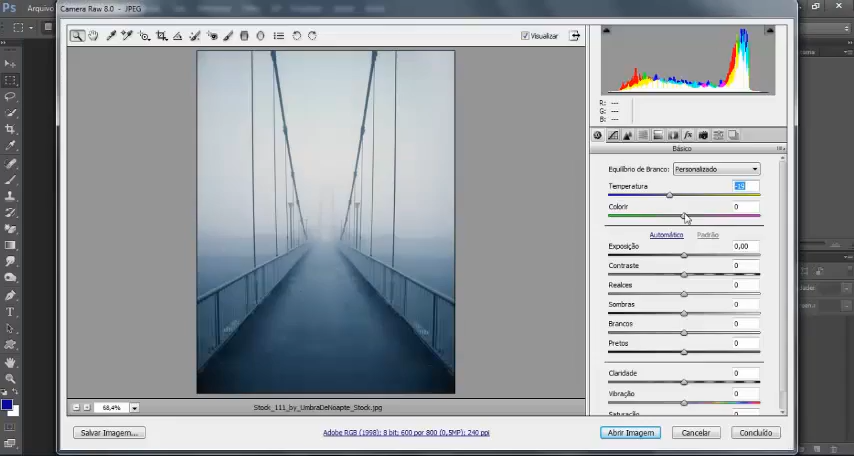 Ps
Arquivo
Camera Raw 8.0 - JPEG
Visualizar
R: ---
G: ---
B: ---
fx
Básico
Equilíbrio de Branco: Personalizado
Temperatura -19
Colorir 0
Automático Padrão
Exposição 0,00
Contraste 0
Realces 0
Sombras 0
Brancos 0
Pretos 0
Claridade 0
Vibração 0
Saturação
68,4%
Stock_111_by_UmbraDeNoapte_Stock.jpg
Salvar Imagem...
Adobe RGB (1998); 8 bit; 600 por 800 (0,5MP); 240 ppi
Abrir Imagem
Cancelar
Concluído